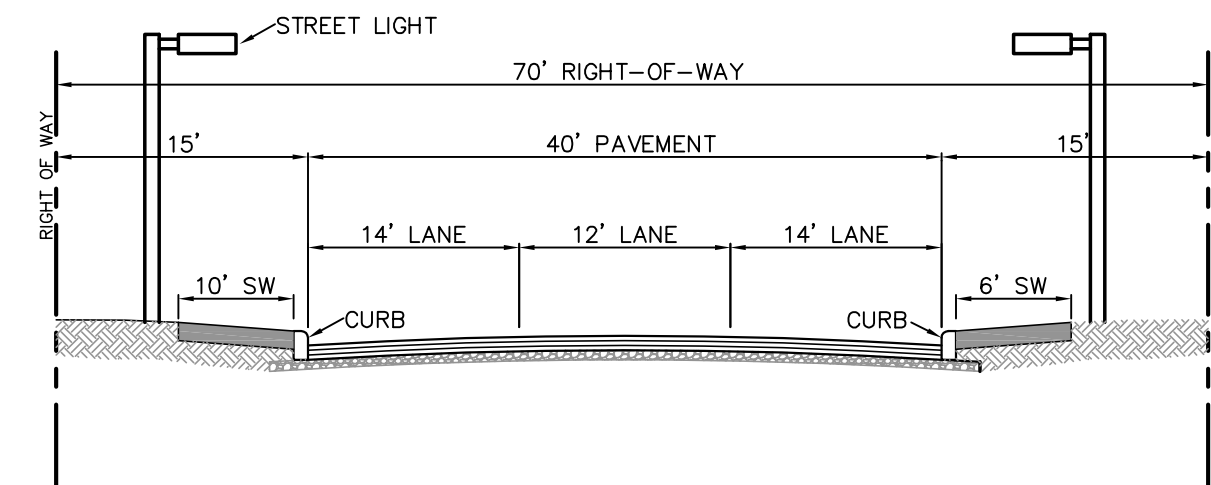 STREET LIGHT
70' RIGHT-OF-WAY
RIGHT OF WAY
15'
40' PAVEMENT
15'
14' LANE
12' LANE
14' LANE
10' SW
6' SW
CURB
CURB